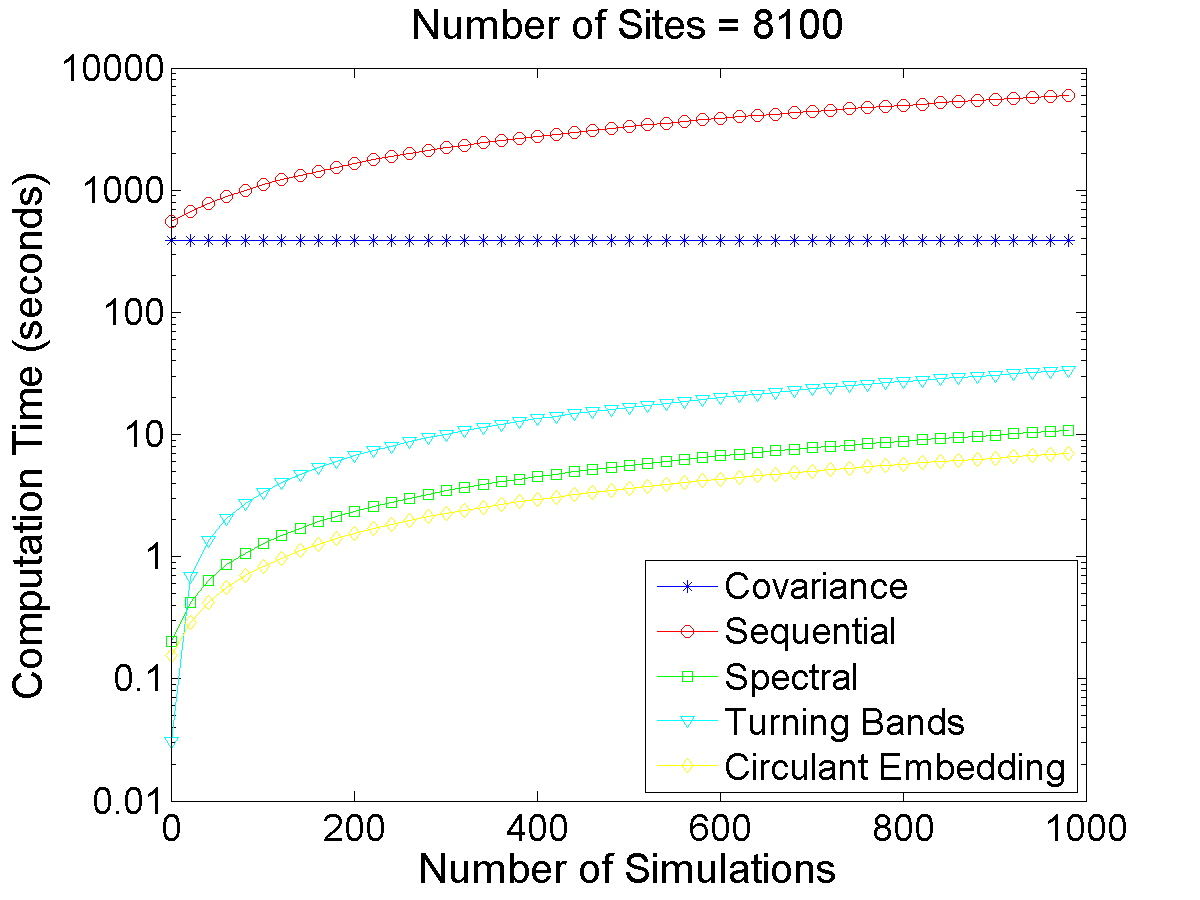 Number of Sites = 8100
10000
1000
100
10
1
0.1
0.01
Computation Time (seconds)
0
200
400
600
800
1000
Number of Simulations
Covariance
Sequential
Spectral
Turning Bands
Circulant Embedding